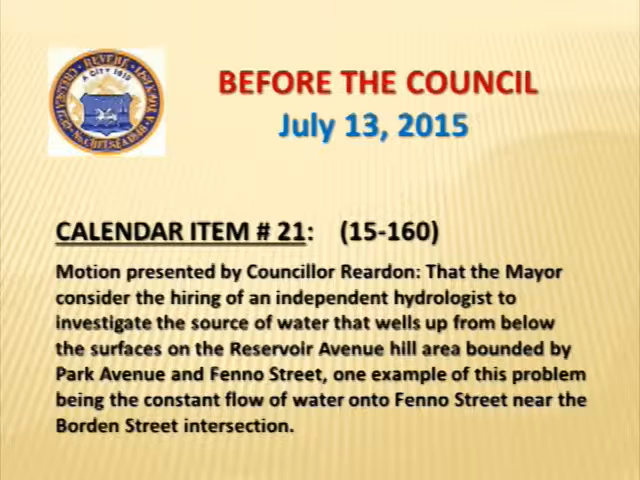 REVERE
A CITY 1915
BEFORE THE COUNCIL
July 13, 2015
CALENDAR ITEM # 21: (15-160)
Motion presented by Councillor Reardon: That the Mayor
consider the hiring of an independent hydrologist to
investigate the source of water that wells up from below
the surfaces on the Reservoir Avenue hill area bounded by
Park Avenue and Fenno Street, one example of this problem
being the constant flow of water onto Fenno Street near the
Borden Street intersection.